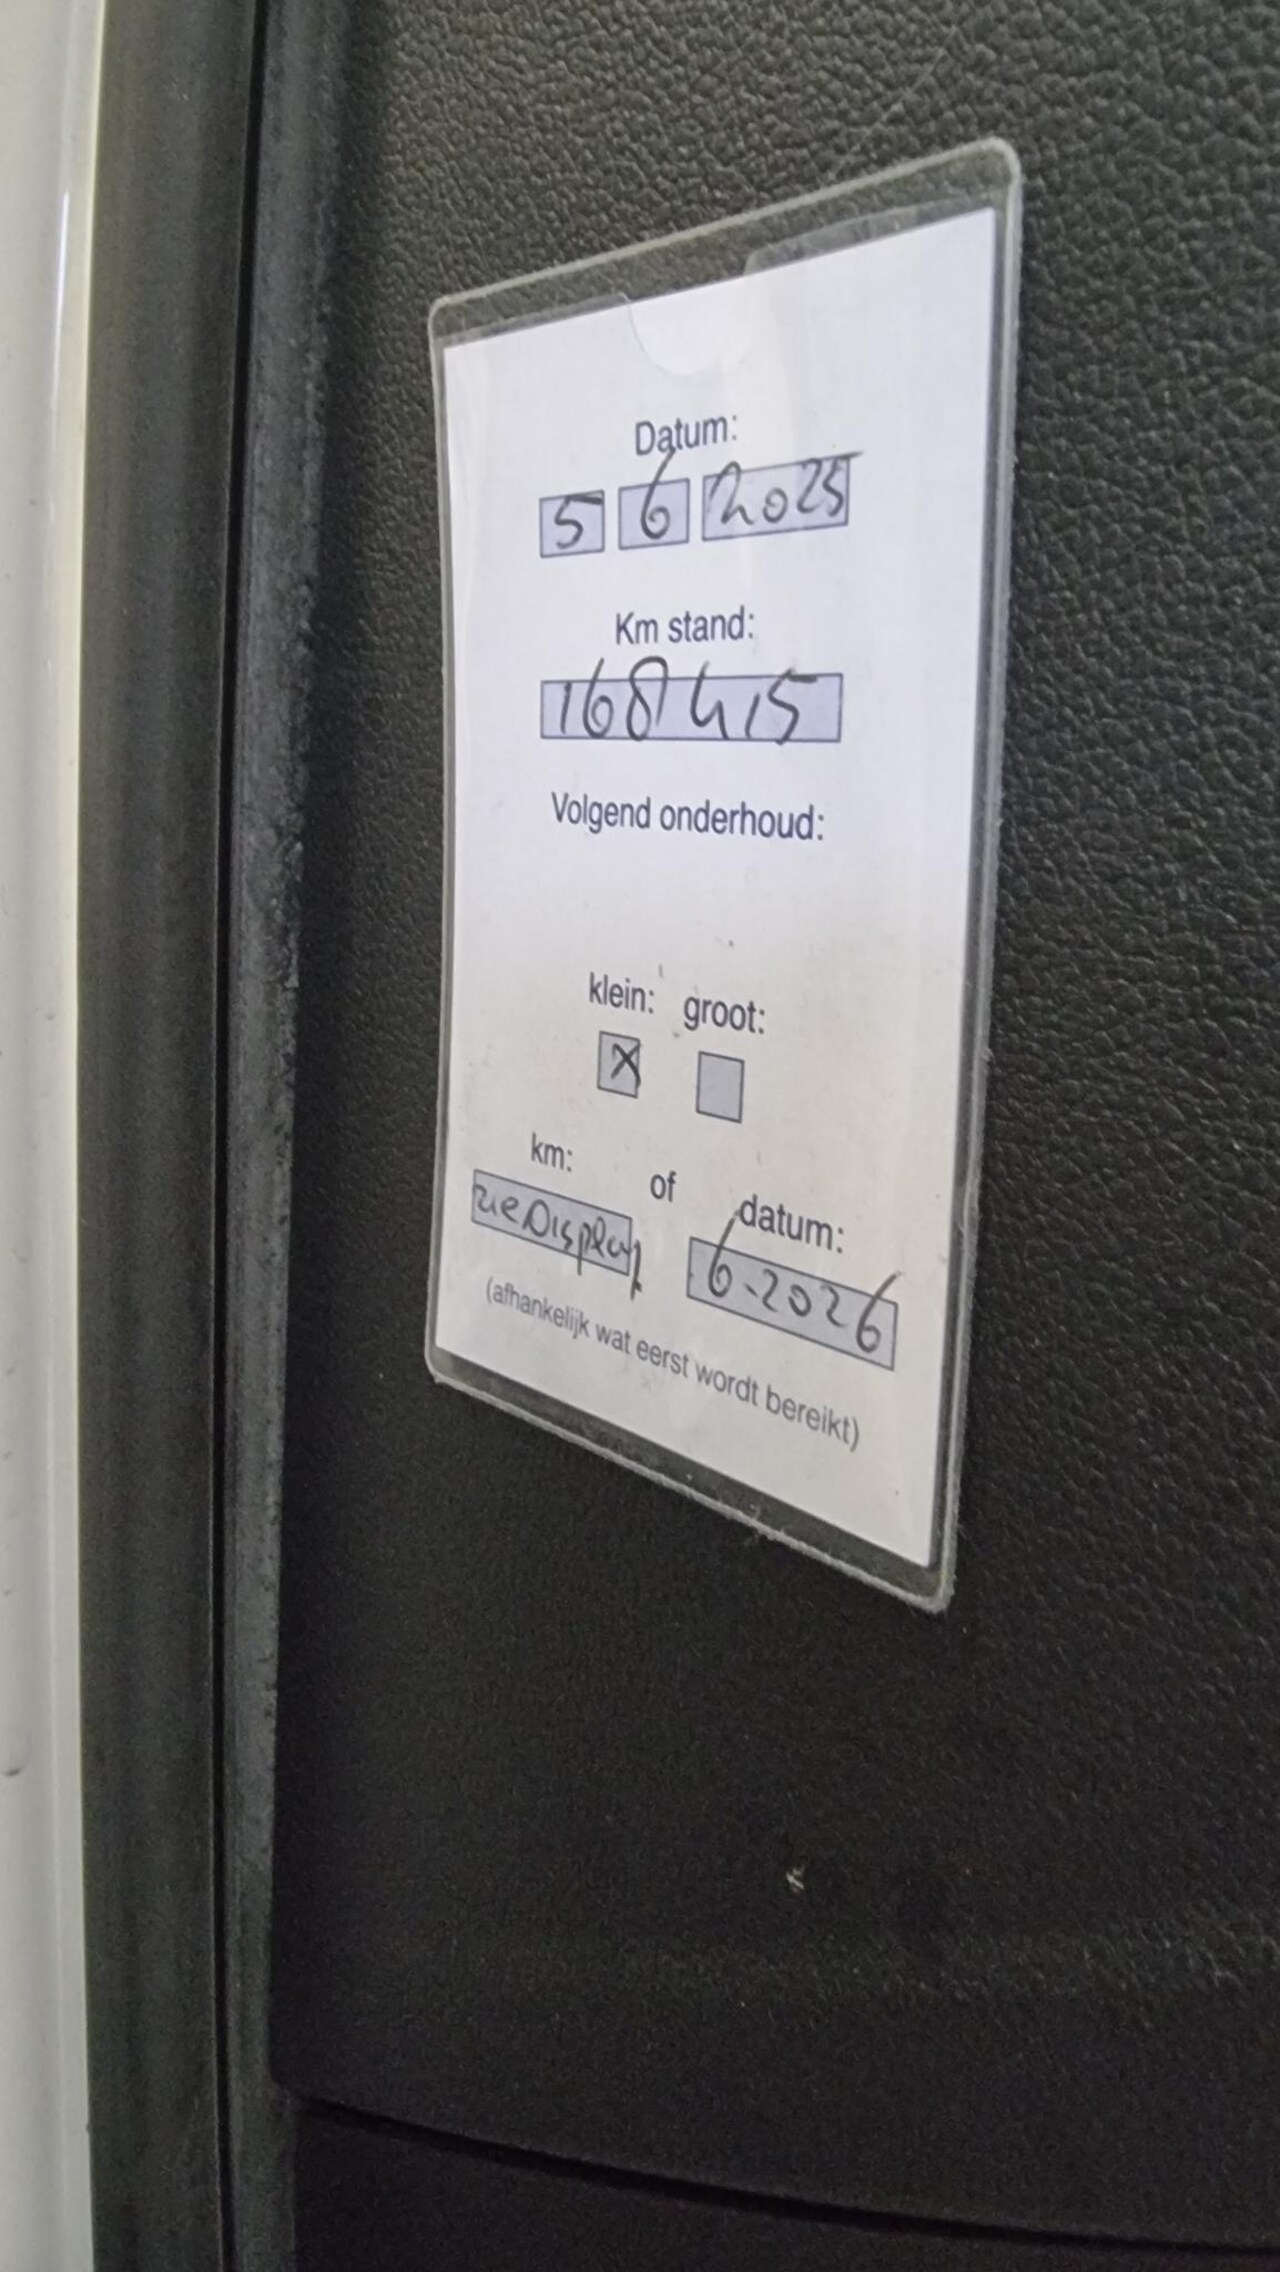 Datum:
5 6 2025
Km stand:
168415
Volgend onderhoud:
klein: groot:
X
km: of datum:
zie Display 6-2026
(afhankelijk wat eerst wordt bereikt)